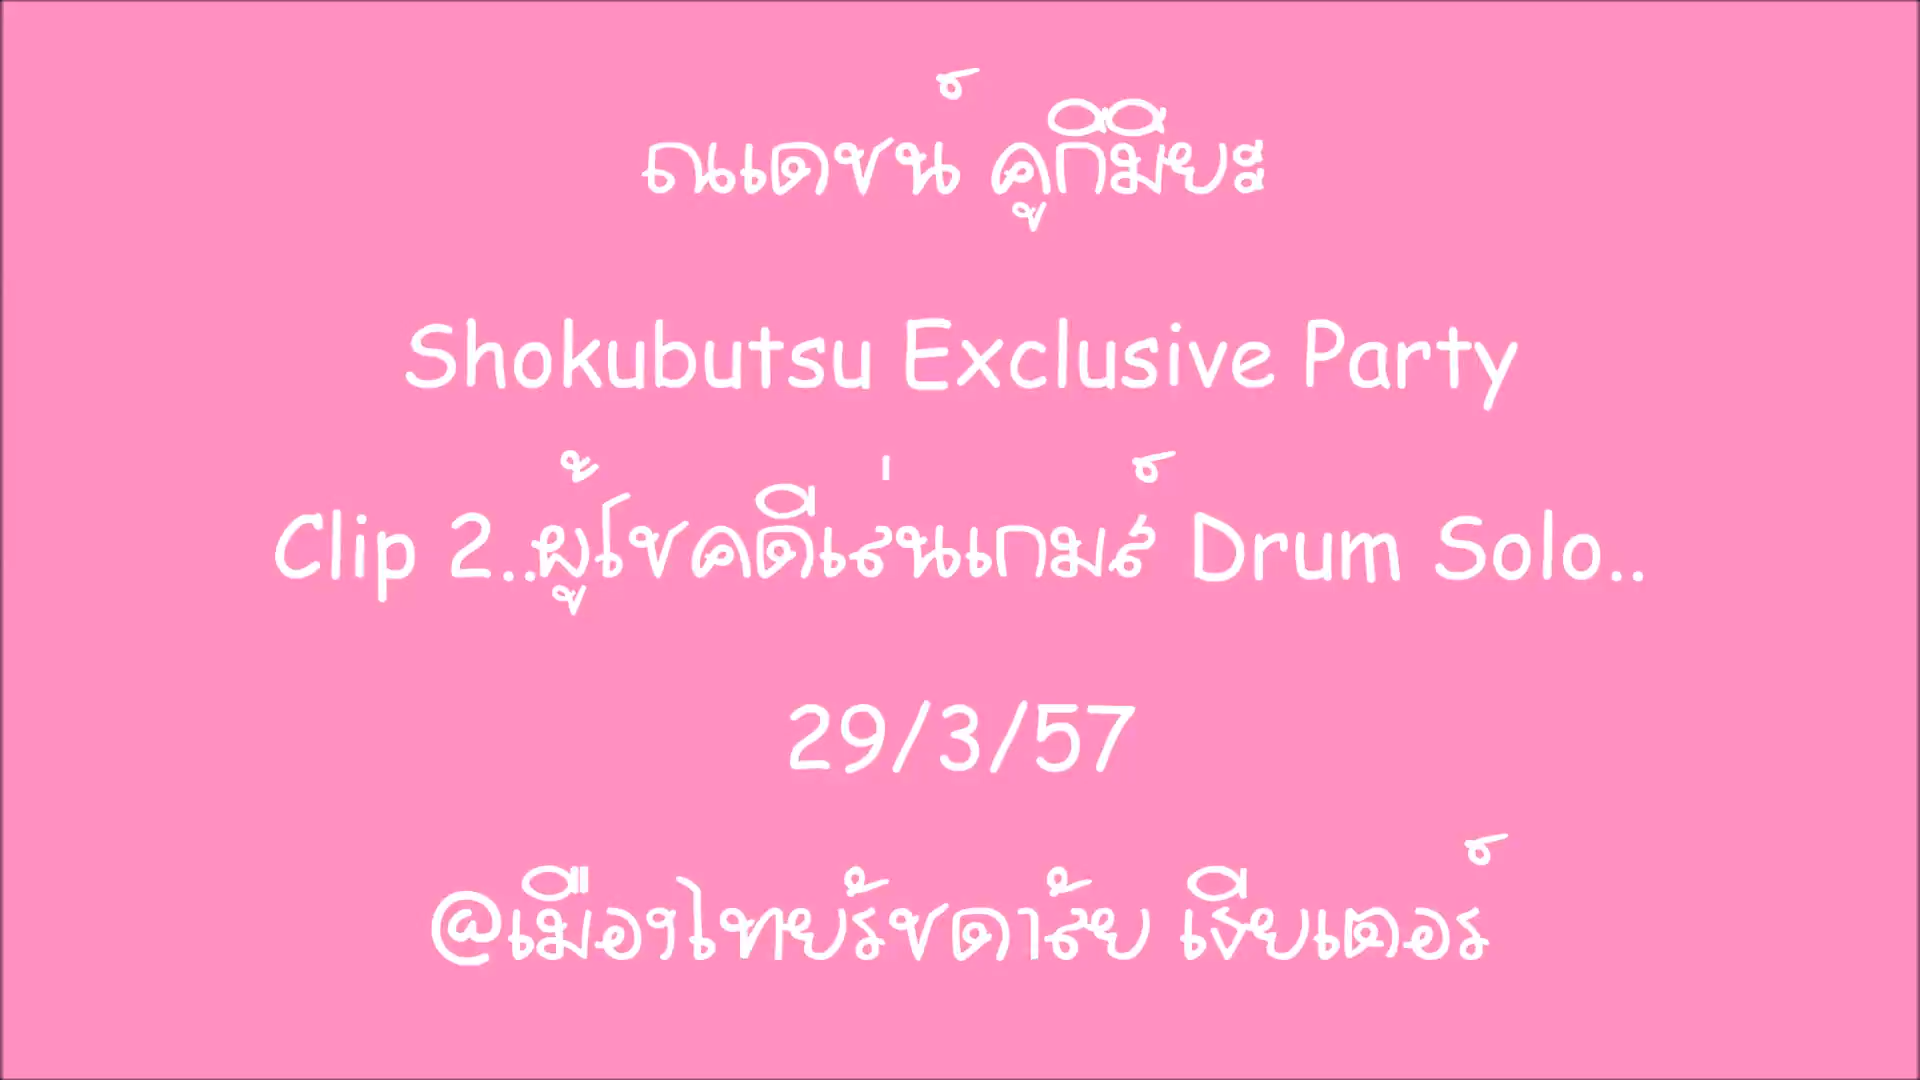 ณเดชน์ คูกิมิยะ
Shokubutsu Exclusive Party
Clip 2..ผู้โชคดีเล่นเกมส์ Drum Solo..
29/3/57
@เมืองไทยรัชดาลัย เธียเตอร์